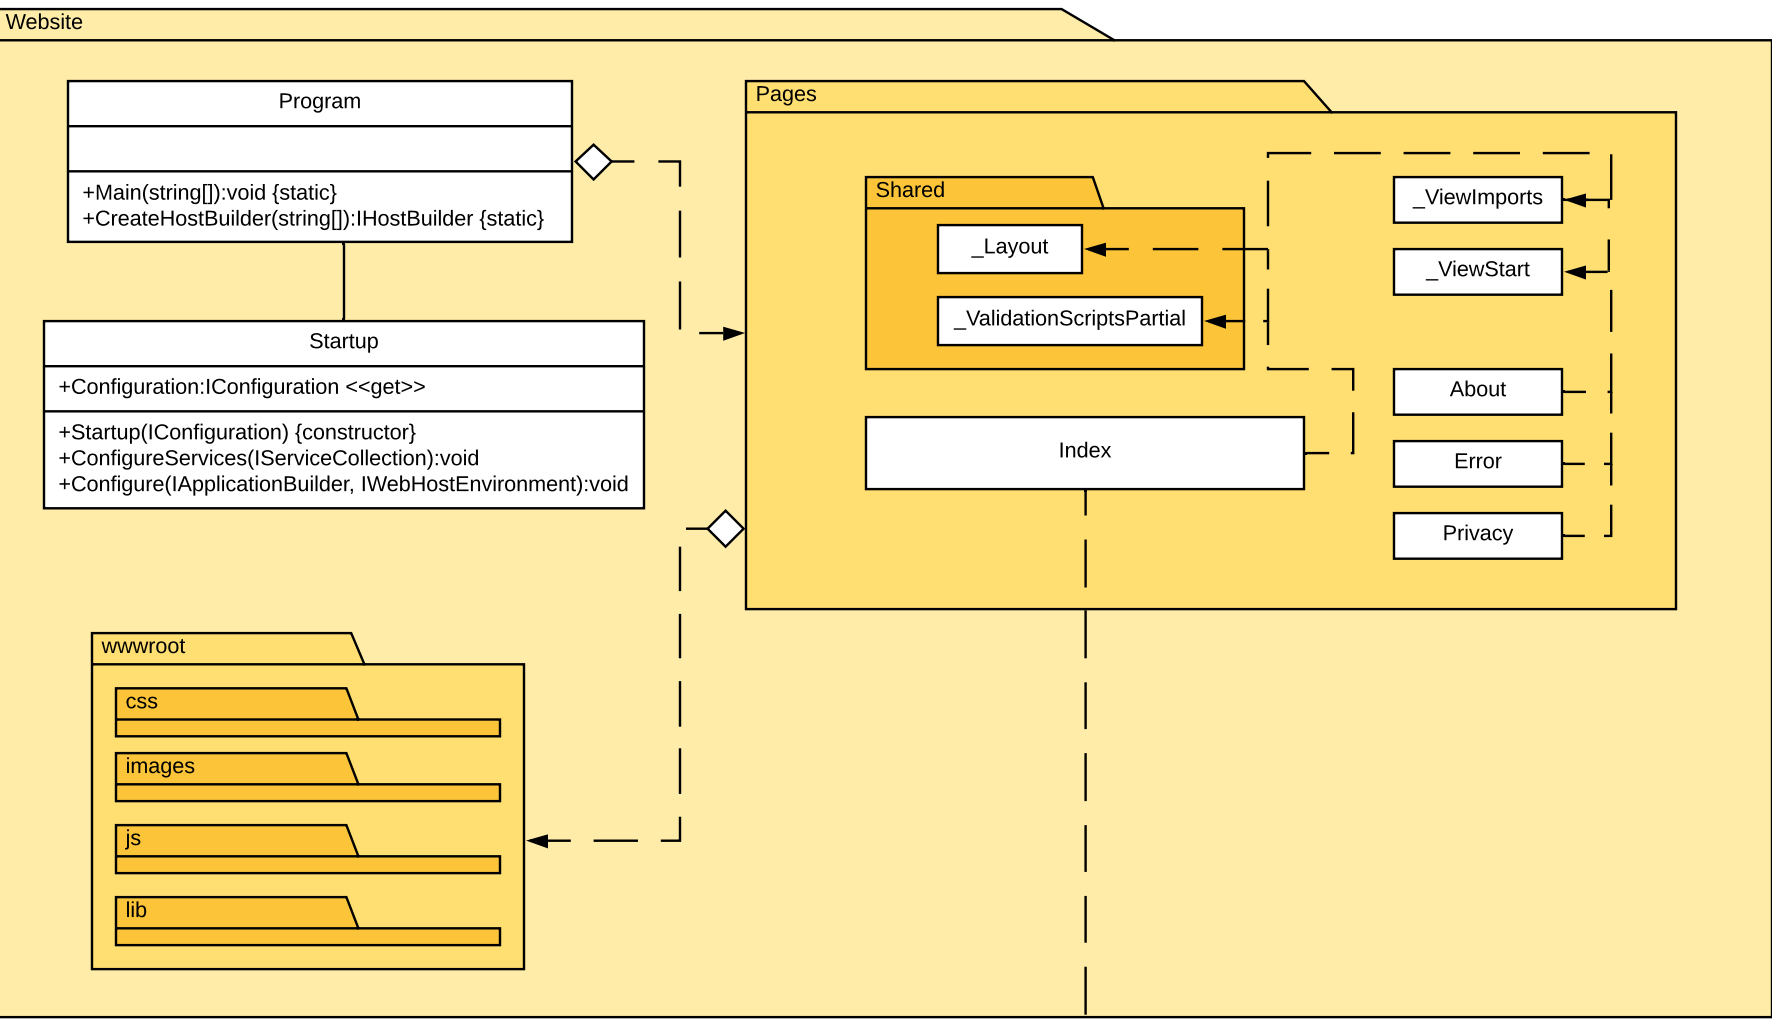 Website
Program
+Main(string[]):void {static}
+CreateHostBuilder(string[]):IHostBuilder {static}
Startup
+Configuration:IConfiguration <<get>>
+Startup(IConfiguration) {constructor}
+ConfigureServices(IServiceCollection):void
+Configure(IApplicationBuilder, IWebHostEnvironment):void
wwwroot
css
images
js
lib
Pages
Shared
_Layout
_ValidationScriptsPartial
Index
_ViewImports
_ViewStart
About
Error
Privacy